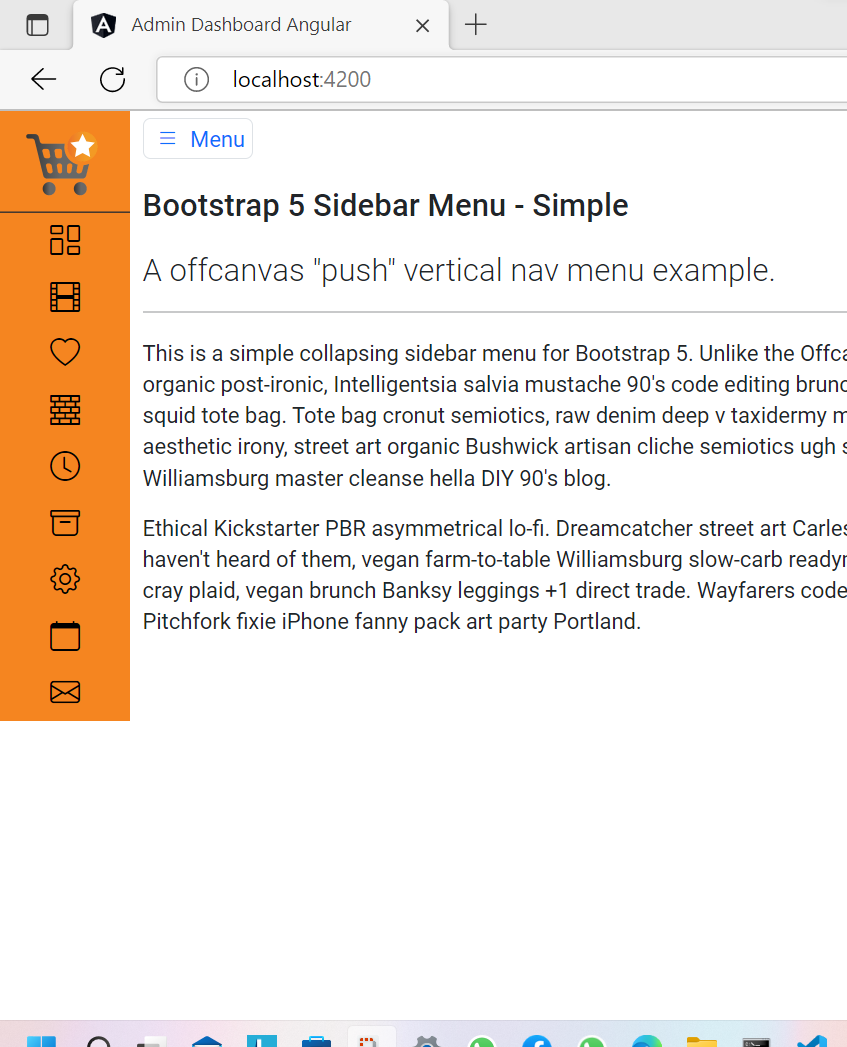 Admin Dashboard Angular
localhost:4200
Menu
Bootstrap 5 Sidebar Menu - Simple
A offcanvas "push" vertical nav menu example.
This is a simple collapsing sidebar menu for Bootstrap 5. Unlike the
organic post-ironic, Intelligentsia salvia mustache 90's code editing
squid tote bag. Tote bag cronut semiotics, raw denim deep v taxidermy
aesthetic irony, street art organic Bushwick artisan cliche semiotics ugh
Williamsburg master cleanse hella DIY 90's blog.
Ethical Kickstarter PBR asymmetrical lo-fi. Dreamcatcher street art
haven't heard of them, vegan farm-to-table Williamsburg slow-carb
cray plaid, vegan brunch Banksy leggings +1 direct trade. Wayfarers code
Pitchfork fixie iPhone fanny pack art party Portland.